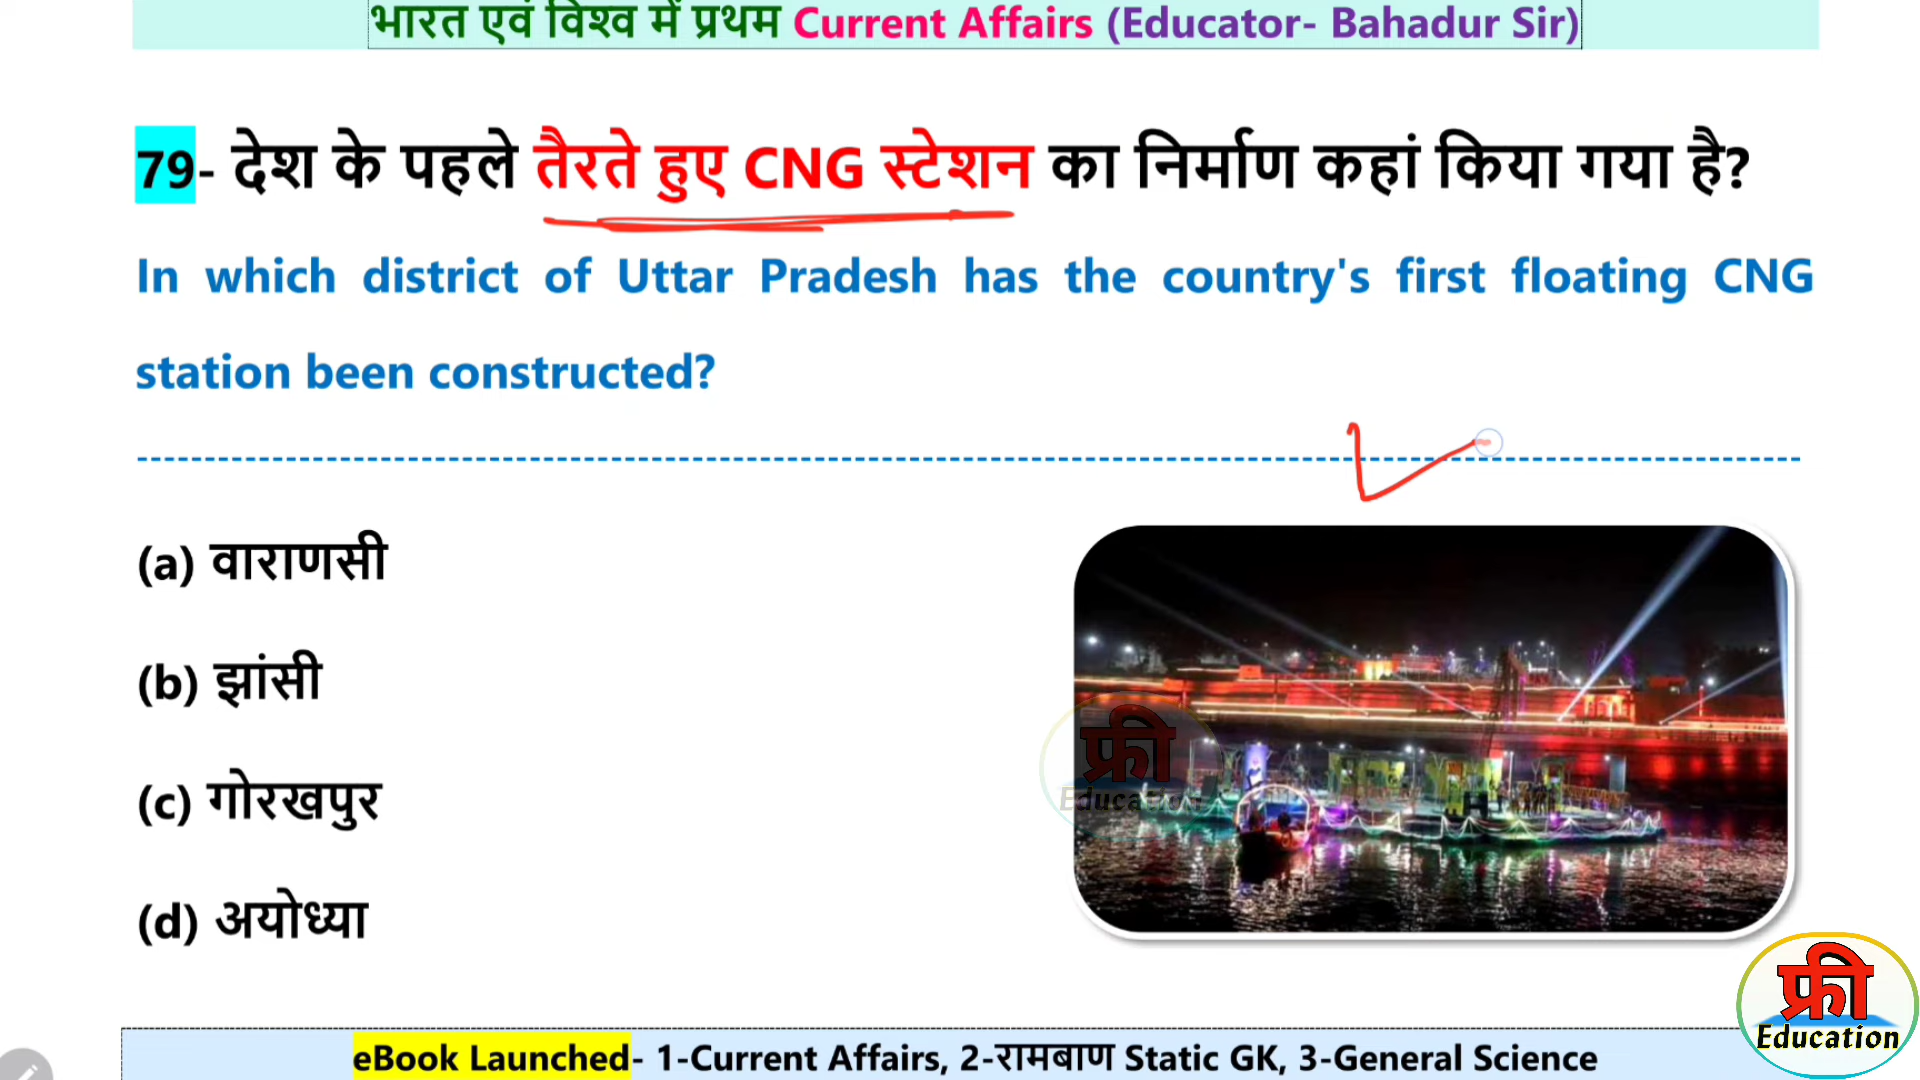 भारत एवं विश्व में प्रथम Current Affairs (Educator- Bahadur Sir)
79- देश के पहले तैरते हुए CNG स्टेशन का निर्माण कहां किया गया है?
In which district of Uttar Pradesh has the country's first floating CNG
station been constructed?
(a) वाराणसी
(b) झांसी
(c) गोरखपुर
(d) अयोध्या
फ्री
Education
फ्री
Education
eBook Launched- 1-Current Affairs, 2-रामबाण Static GK, 3-General Science